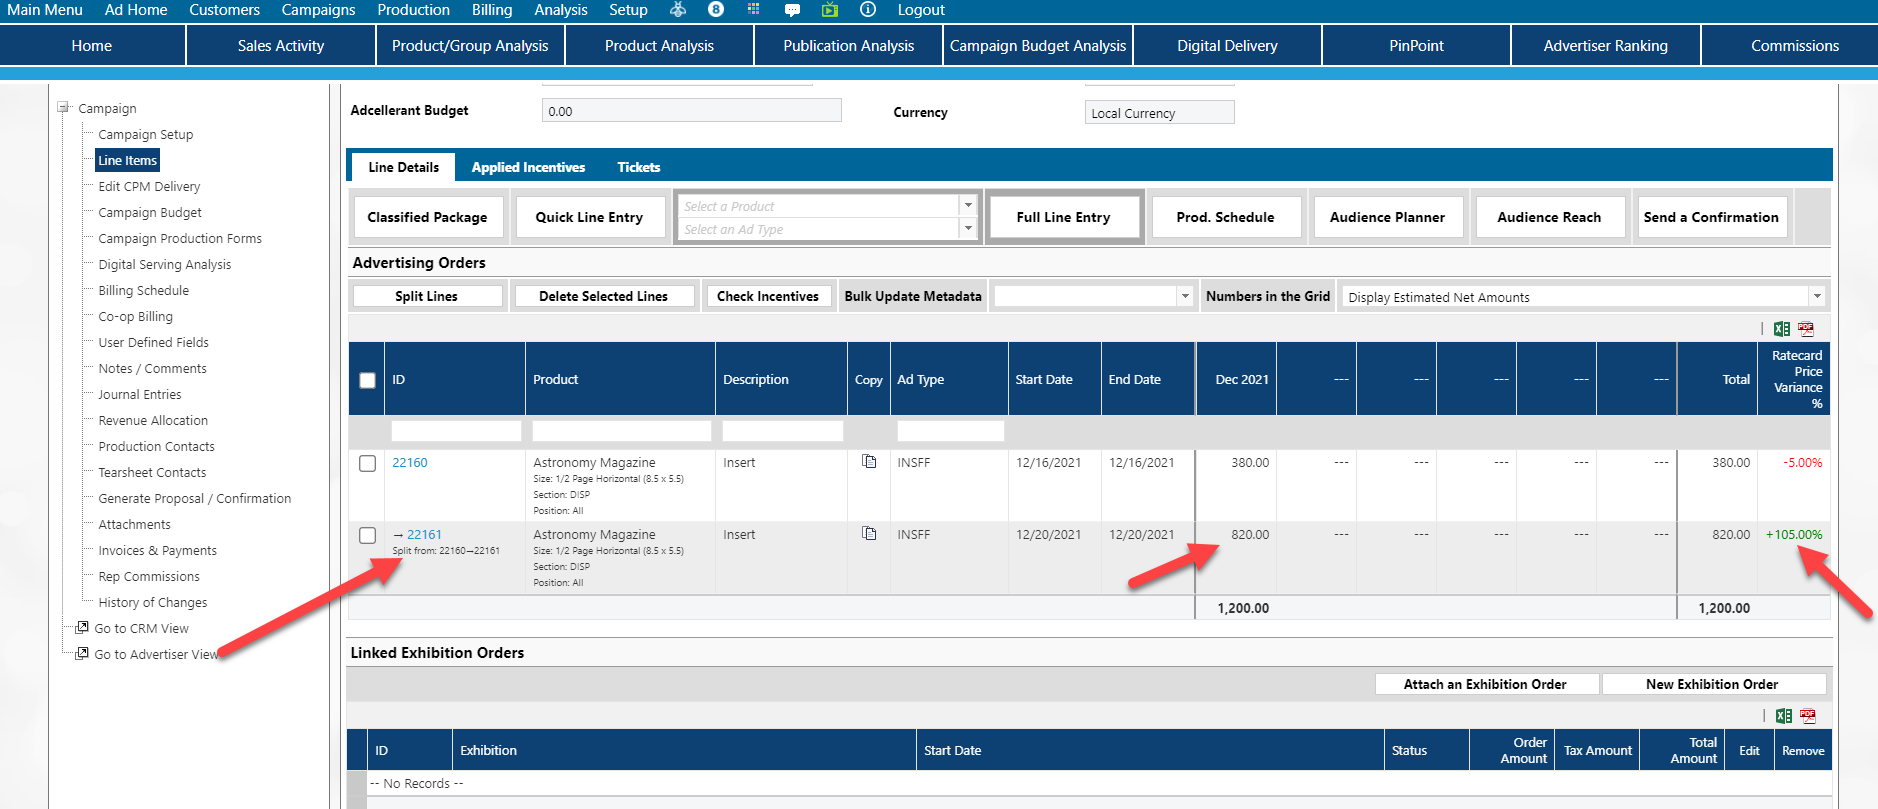 Main Menu Ad Home Customers Campaigns Production Billing Analysis Setup 8 Logout
Home Sales Activity Product/Group Analysis Product Analysis Publication Analysis Campaign Budget Analysis Digital Delivery PinPoint Advertiser Ranking Commissions
Campaign
Campaign Setup
Line Items
Edit CPM Delivery
Campaign Budget
Campaign Production Forms
Digital Serving Analysis
Billing Schedule
Co-op Billing
User Defined Fields
Notes / Comments
Journal Entries
Revenue Allocation
Production Contacts
Tearsheet Contacts
Generate Proposal / Confirmation
Attachments
Invoices & Payments
Rep Commissions
History of Changes
Go to CRM View
Go to Advertiser View
Adcellerant Budget 0.00 Currency Local Currency
Line Details Applied Incentives Tickets
Classified Package Quick Line Entry Select a Product Full Line Entry Prod. Schedule Audience Planner Audience Reach Send a Confirmation
Select an Ad Type
Advertising Orders
Split Lines Delete Selected Lines Check Incentives Bulk Update Metadata Numbers in the Grid Display Estimated Net Amounts
| PDF
ID Product Description Copy Ad Type Start Date End Date Dec 2021 --- --- --- --- --- Total Ratecard Price Variance %
22160 Astronomy Magazine Insert INSFF 12/16/2021 12/16/2021 380.00 --- --- --- --- --- 380.00 -5.00%
Size: 1/2 Page Horizontal (8.5 x 5.5)
Section: DISP
Position: All
→ 22161 Astronomy Magazine Insert INSFF 12/20/2021 12/20/2021 820.00 --- --- --- --- --- 820.00 +105.00%
Split from: 22160→22161 Size: 1/2 Page Horizontal (8.5 x 5.5)
Section: DISP
Position: All
1,200.00 1,200.00
Linked Exhibition Orders
Attach an Exhibition Order New Exhibition Order
| PDF
ID Exhibition Start Date Status Order Amount Tax Amount Total Amount Edit Remove
-- No Records --